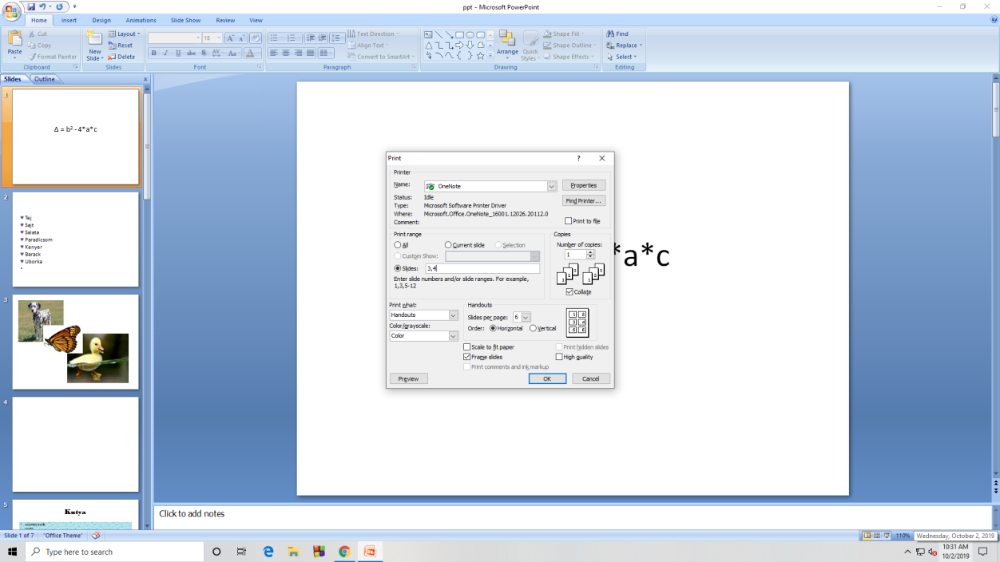 ppt - Microsoft PowerPoint
Home Insert Design Animations Slide Show Review View
Paste
Cut
Copy
Format Painter
Clipboard
New
Slide
Layout
Reset
Delete
Slides
18
Font
Text Direction
Align Text
Convert to SmartArt
Paragraph
Arrange
Quick
Styles
Shape Fill
Shape Outline
Shape Effects
Drawing
Find
Replace
Select
Editing
Slides Outline
1
Δ = b² - 4*a*c
2
♥ Tej
♥ Sajt
♥ Salata
♥ Paradicsom
♥ Kenyer
♥ Barack
♥ Uborka
3
4
5
Kutya
*a*c
Print
Printer
Name: OneNote
Properties
Status: Idle
Find Printer...
Type: Microsoft Software Printer Driver
Where: Microsoft.Office.OneNote_16001.12026.20112.0
Comment:
Print to file
Print range
All Current slide Selection
Custom Show:
Slides: 3,4
Enter slide numbers and/or slide ranges. For example,
1,3,5-12
Copies
Number of copies:
1
Collate
Print what:
Handouts
Color/grayscale:
Color
Handouts
Slides per page: 6
Order: Horizontal Vertical
1 2
3 4
5 6
Scale to fit paper
Print hidden slides
Frame slides
High quality
Print comments and ink markup
Preview
OK
Cancel
Click to add notes
Slide 1 of 7 "Office Theme"
110%
Wednesday, October 2, 2019
Type here to search
10:31 AM
10/2/2019